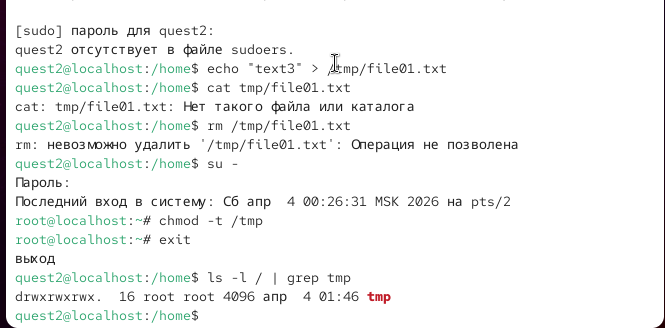 [sudo] пароль для quest2:
quest2 отсутствует в файле sudoers.
quest2@localhost:/home$ echo "text3" > /tmp/file01.txt
quest2@localhost:/home$ cat tmp/file01.txt
cat: tmp/file01.txt: Нет такого файла или каталога
quest2@localhost:/home$ rm /tmp/file01.txt
rm: невозможно удалить '/tmp/file01.txt': Операция не позволена
quest2@localhost:/home$ su -
Пароль:
Последний вход в систему: Сб апр  4 00:26:31 MSK 2026 на pts/2
root@localhost:~# chmod -t /tmp
root@localhost:~# exit
выход
quest2@localhost:/home$ ls -l / | grep tmp
drwxrwxrwx.  16 root root 4096 апр  4 01:46 tmp
quest2@localhost:/home$